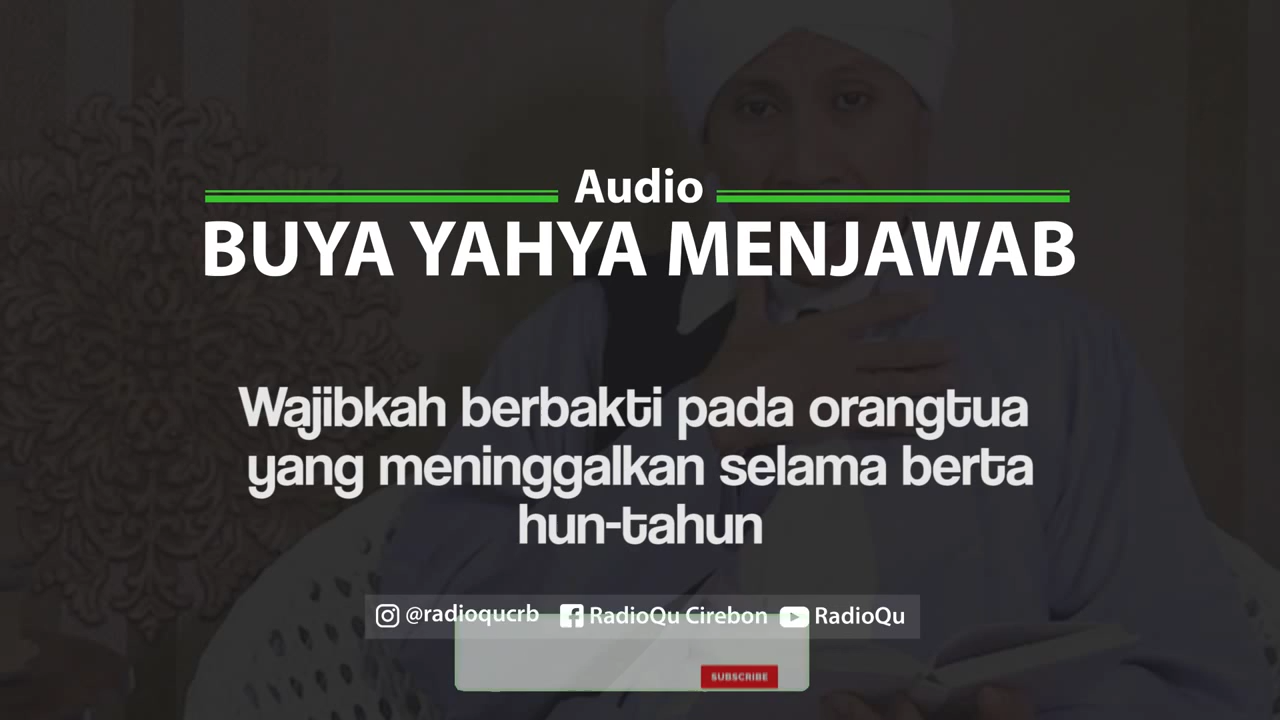 Audio
BUYA YAHYA MENJAWAB
Wajibkah berbakti pada orangtua
yang meninggalkan selama berta
hun-tahun
@radioqucrb RadioQu Cirebon RadioQu
SUBSCRIBE